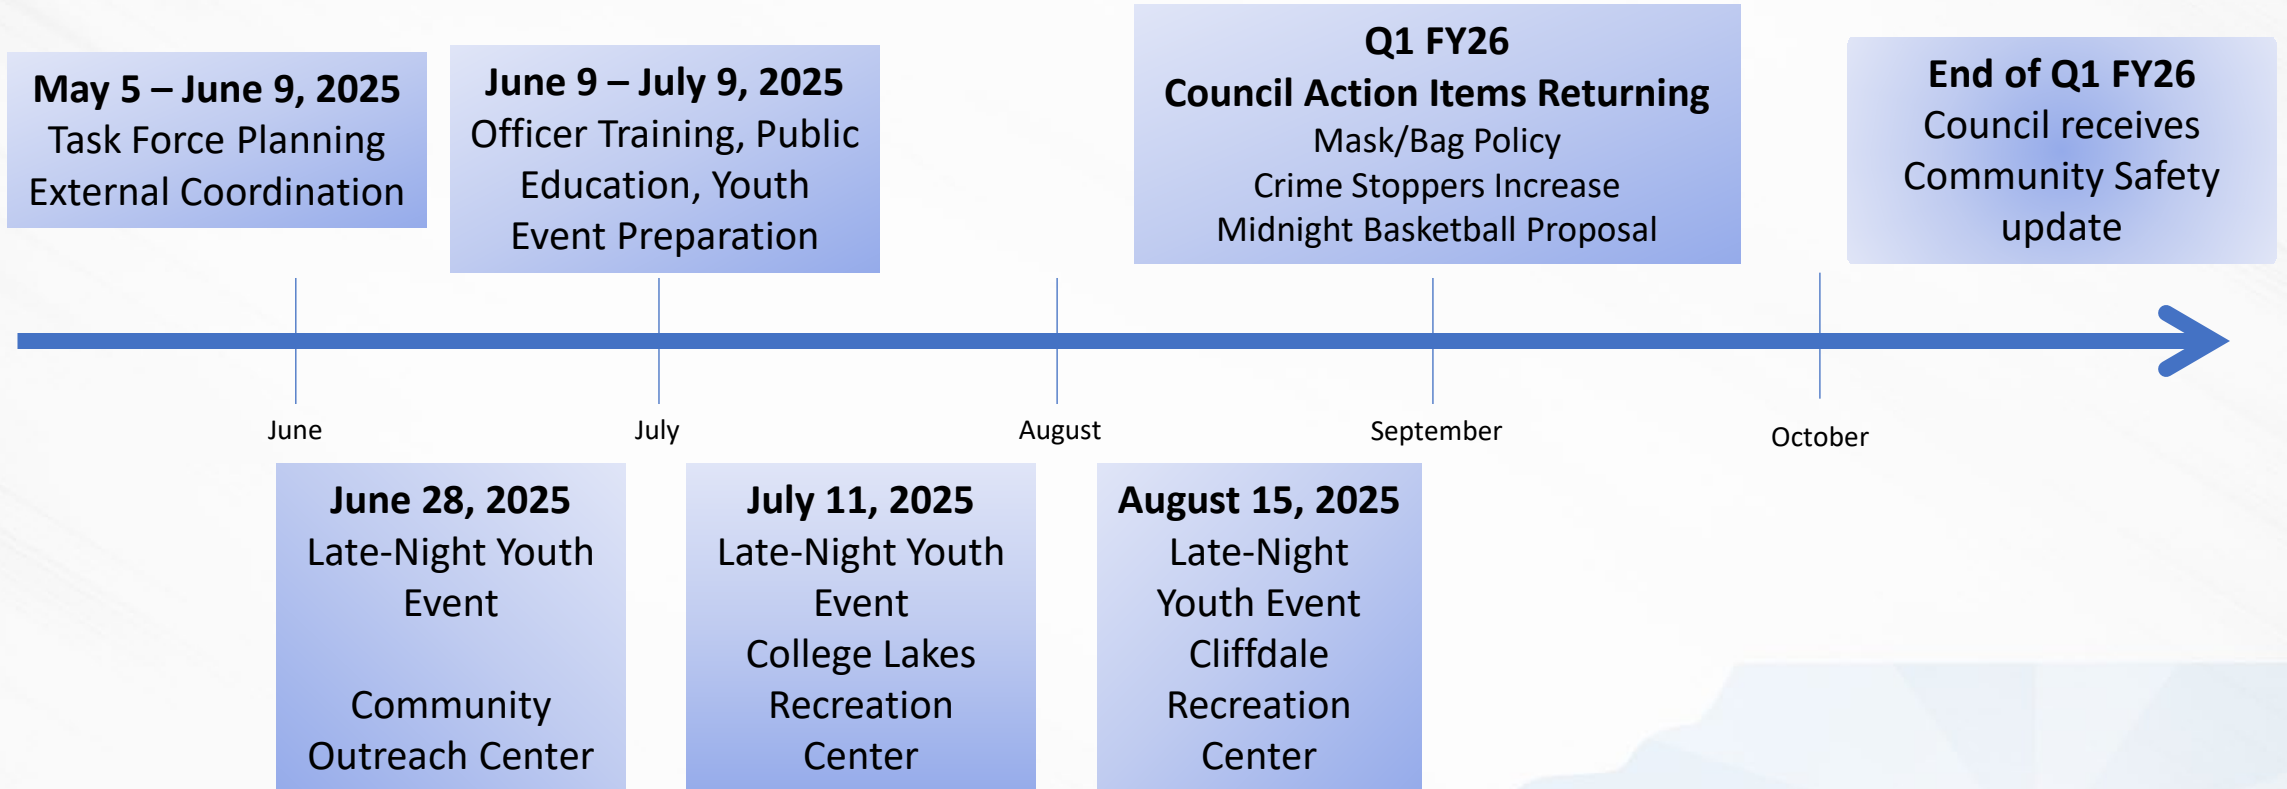 May 5 – June 9, 2025
Task Force Planning
External Coordination
June 9 – July 9, 2025
Officer Training, Public
Education, Youth
Event Preparation
Q1 FY26
Council Action Items Returning
Mask/Bag Policy
Crime Stoppers Increase
Midnight Basketball Proposal
End of Q1 FY26
Council receives
Community Safety
update
June
July
August
September
October
June 28, 2025
Late-Night Youth
Event
Community
Outreach Center
July 11, 2025
Late-Night Youth
Event
College Lakes
Recreation
Center
August 15, 2025
Late-Night
Youth Event
Cliffdale
Recreation
Center